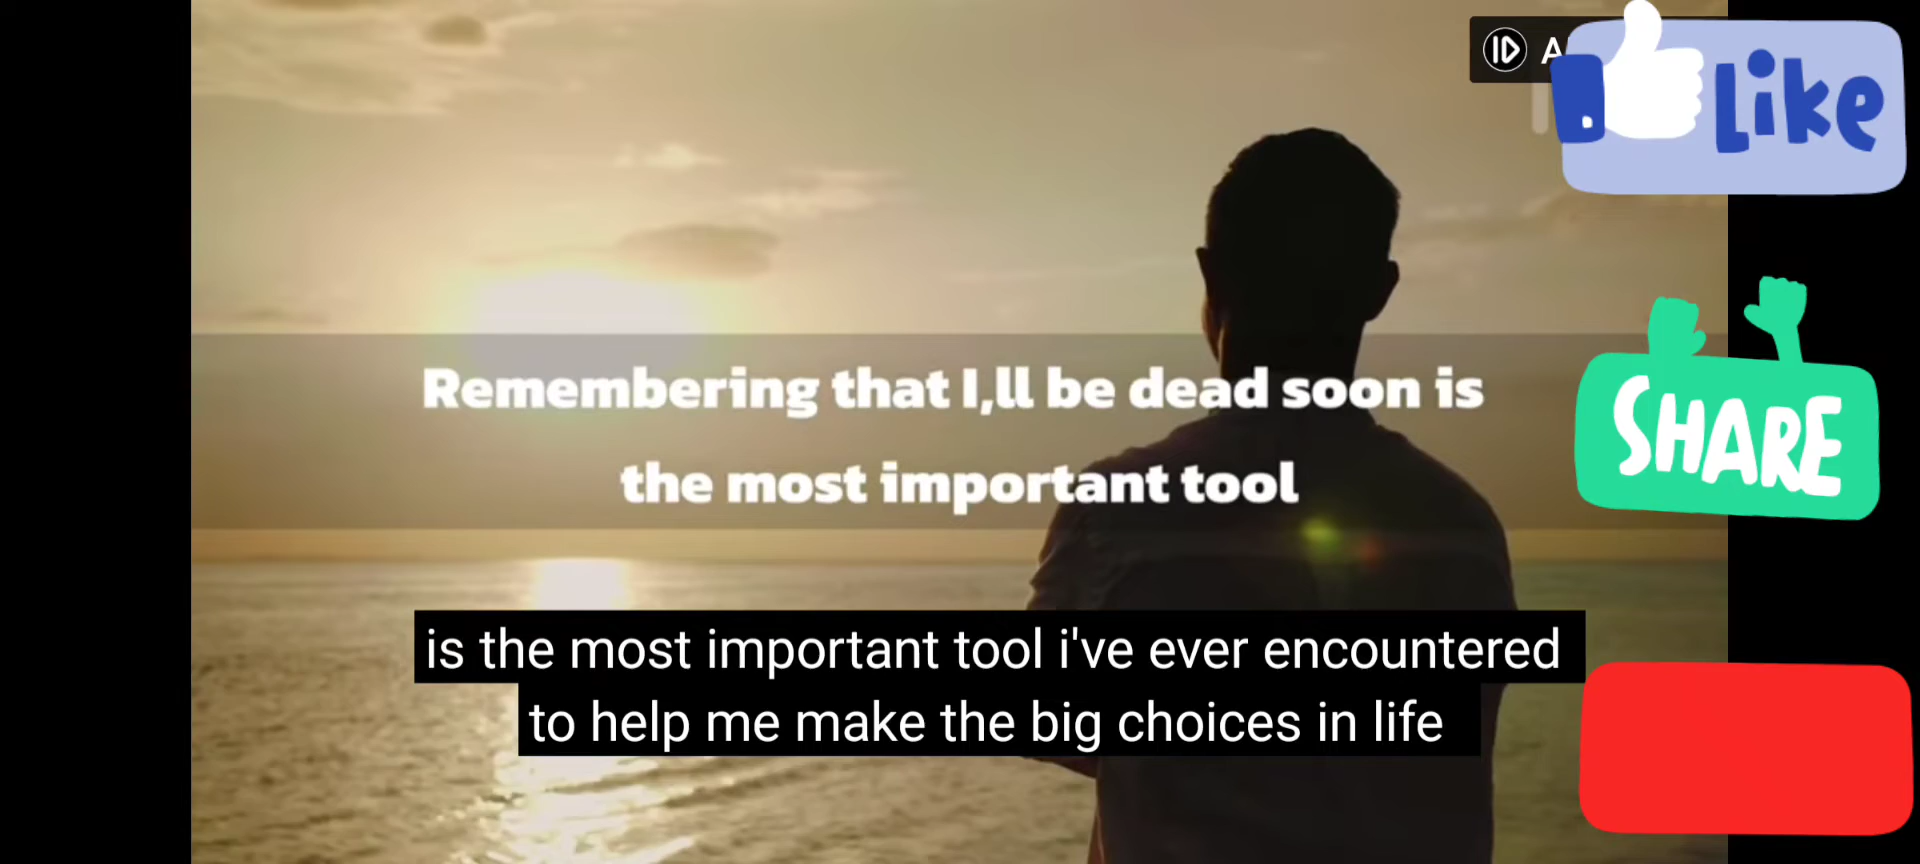 Like
Remembering that I,ll be dead soon is
the most important tool
SHARE
is the most important tool i've ever encountered
to help me make the big choices in life